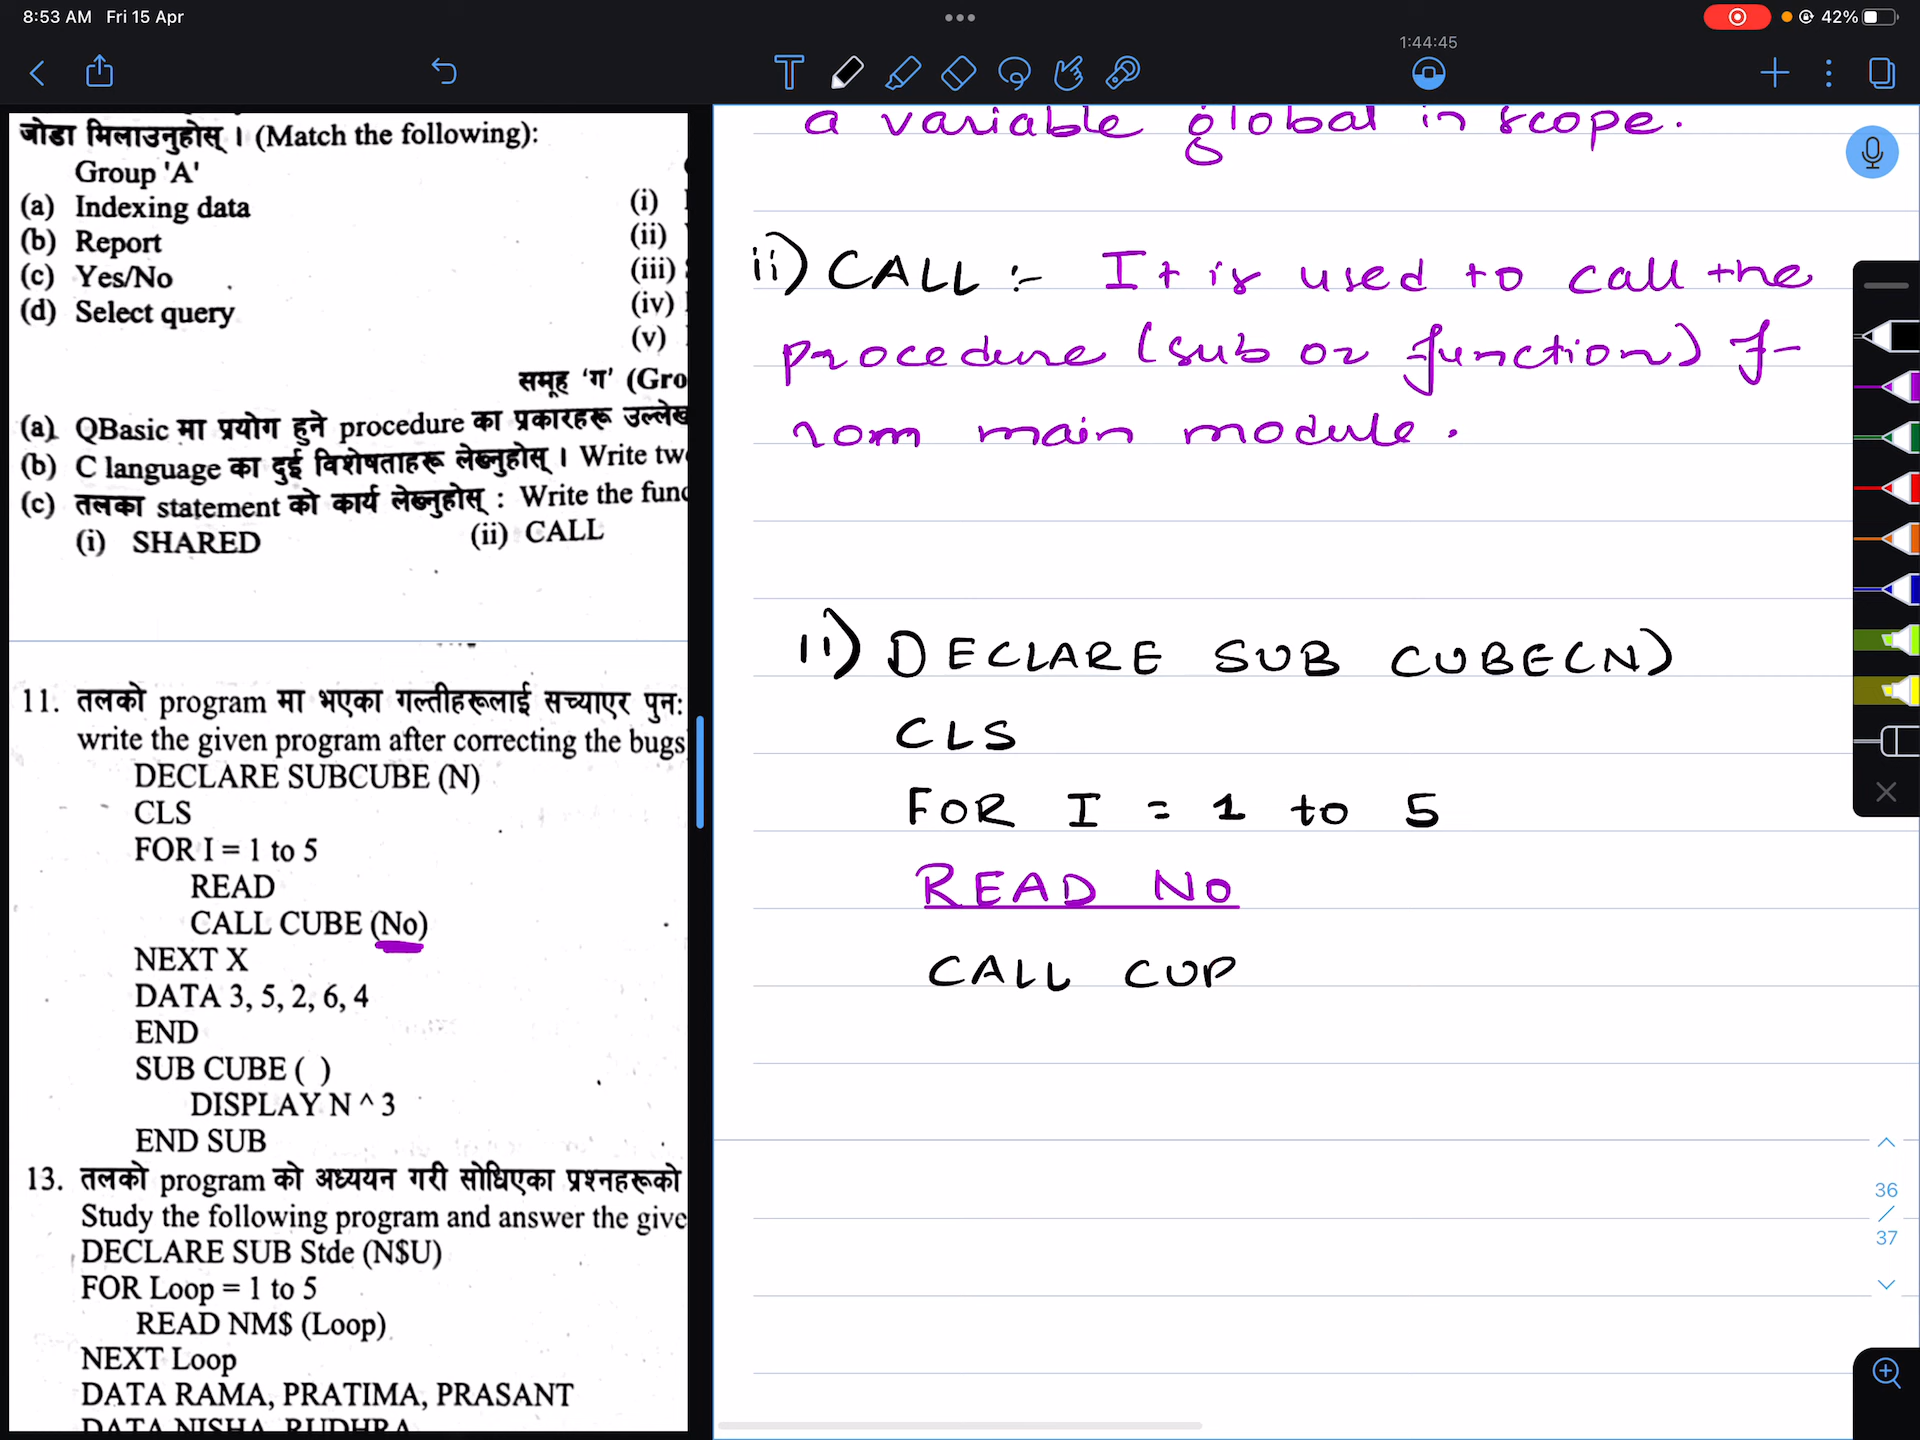 8:53 AM Fri 15 Apr
42%
1:44:45
जोडा मिलाउनुहोस् । (Match the following):
Group 'A'
(a) Indexing data
(b) Report
(c) Yes/No
(d) Select query
(i)
(ii)
(iii)
(iv)
(v)
समूह 'ग' (Gro
(a) QBasic मा प्रयोग हुने procedure का प्रकारहरू उल्लेख
(b) C language का दुई विशेषताहरू लेख्नुहोस् । Write tw
(c) तलका statement को कार्य लेख्नुहोस् : Write the func
(i) SHARED (ii) CALL
11. तलको program मा भएका गल्तीहरूलाई सच्याएर पुन:
write the given program after correcting the bugs
DECLARE SUBCUBE (N)
CLS
FOR I = 1 to 5
READ
CALL CUBE (No)
NEXT X
DATA 3, 5, 2, 6, 4
END
SUB CUBE ( )
DISPLAY N ^ 3
END SUB
13. तलको program को अध्ययन गरी सोधिएका प्रश्नहरूको
Study the following program and answer the give
DECLARE SUB Stde (N$U)
FOR Loop = 1 to 5
READ NM$ (Loop)
NEXT Loop
DATA RAMA, PRATIMA, PRASANT
DATA NISHA, RUDHRA
a variable global in scope.
ii) CALL :- It is used to call the
procedure (sub or function) f-
rom main module.
11) DECLARE SUB CUBE(N)
CLS
FOR I = 1 to 5
READ No
CALL CUP
36
/
37